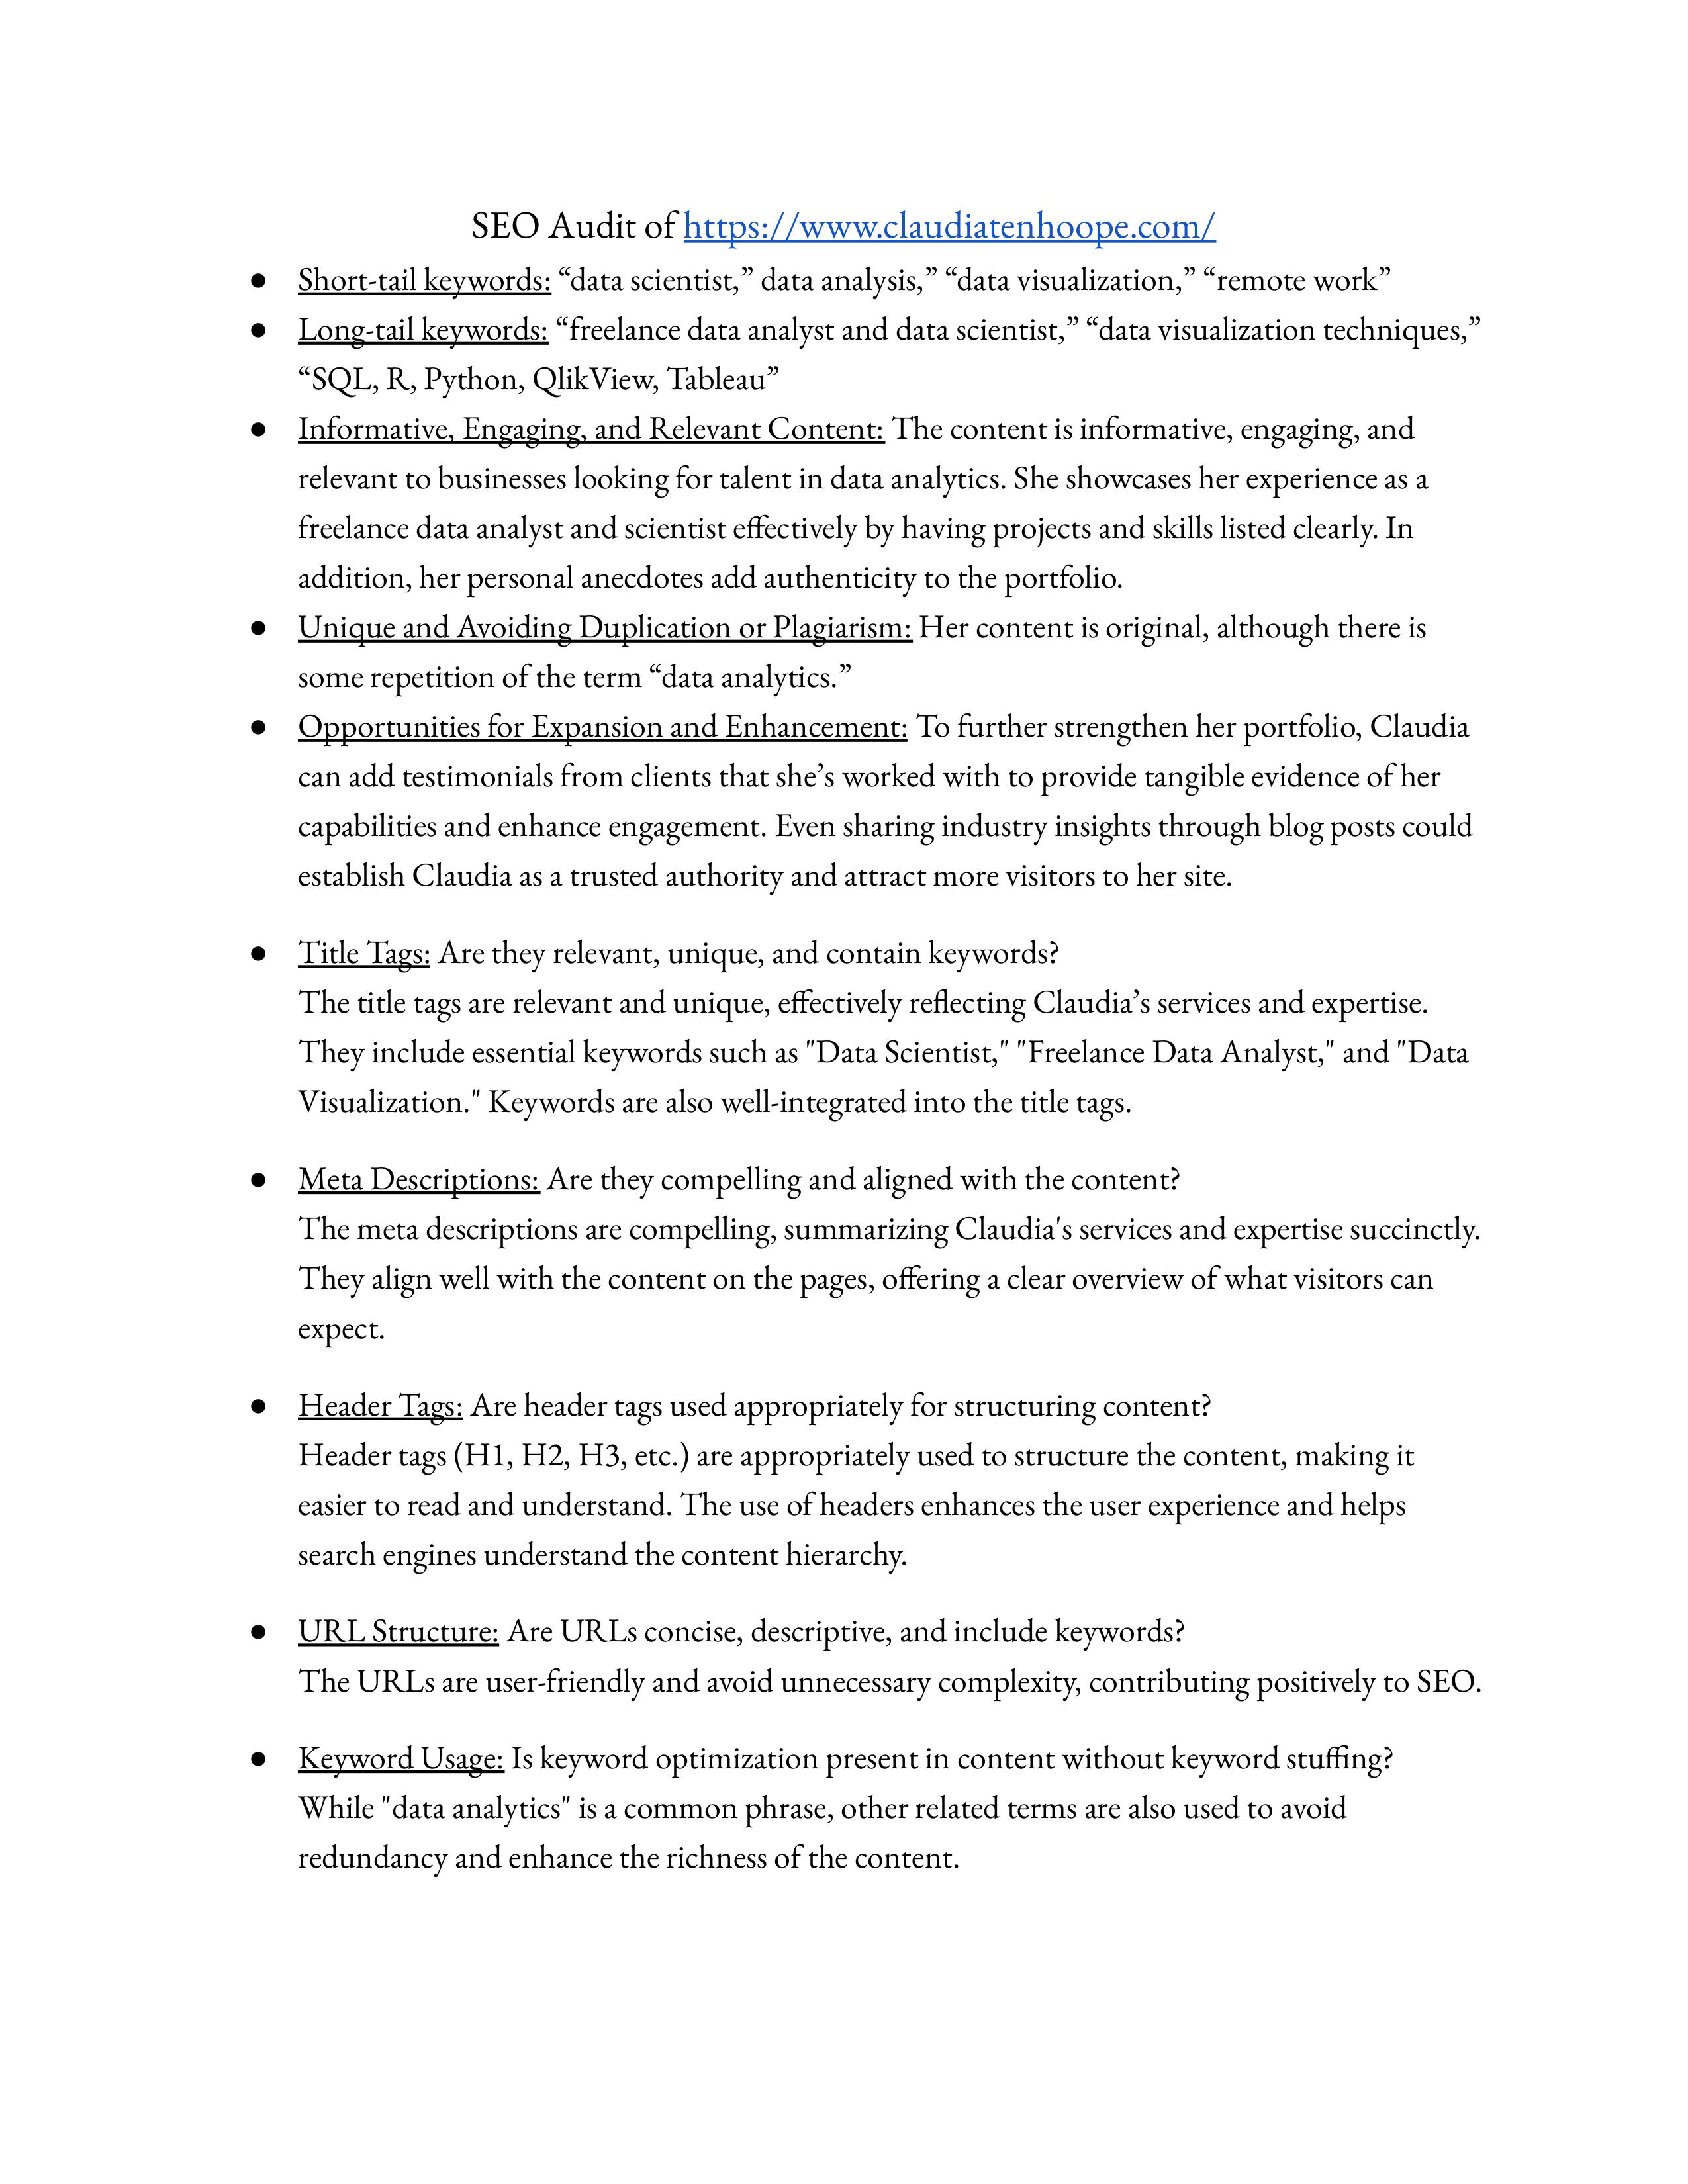 SEO Audit of https://www.claudiatenhoope.com/
● Short-tail keywords: “data scientist,” data analysis,” “data visualization,” “remote work”
● Long-tail keywords: “freelance data analyst and data scientist,” “data visualization techniques,”
“SQL, R, Python, QlikView, Tableau”
● Informative, Engaging, and Relevant Content: The content is informative, engaging, and
relevant to businesses looking for talent in data analytics. She showcases her experience as a
freelance data analyst and scientist effectively by having projects and skills listed clearly. In
addition, her personal anecdotes add authenticity to the portfolio.
● Unique and Avoiding Duplication or Plagiarism: Her content is original, although there is
some repetition of the term “data analytics.”
● Opportunities for Expansion and Enhancement: To further strengthen her portfolio, Claudia
can add testimonials from clients that she’s worked with to provide tangible evidence of her
capabilities and enhance engagement. Even sharing industry insights through blog posts could
establish Claudia as a trusted authority and attract more visitors to her site.
● Title Tags: Are they relevant, unique, and contain keywords?
The title tags are relevant and unique, effectively reflecting Claudia’s services and expertise.
They include essential keywords such as "Data Scientist," "Freelance Data Analyst," and "Data
Visualization." Keywords are also well-integrated into the title tags.
● Meta Descriptions: Are they compelling and aligned with the content?
The meta descriptions are compelling, summarizing Claudia's services and expertise succinctly.
They align well with the content on the pages, offering a clear overview of what visitors can
expect.
● Header Tags: Are header tags used appropriately for structuring content?
Header tags (H1, H2, H3, etc.) are appropriately used to structure the content, making it
easier to read and understand. The use of headers enhances the user experience and helps
search engines understand the content hierarchy.
● URL Structure: Are URLs concise, descriptive, and include keywords?
The URLs are user-friendly and avoid unnecessary complexity, contributing positively to SEO.
● Keyword Usage: Is keyword optimization present in content without keyword stuffing?
While "data analytics" is a common phrase, other related terms are also used to avoid
redundancy and enhance the richness of the content.